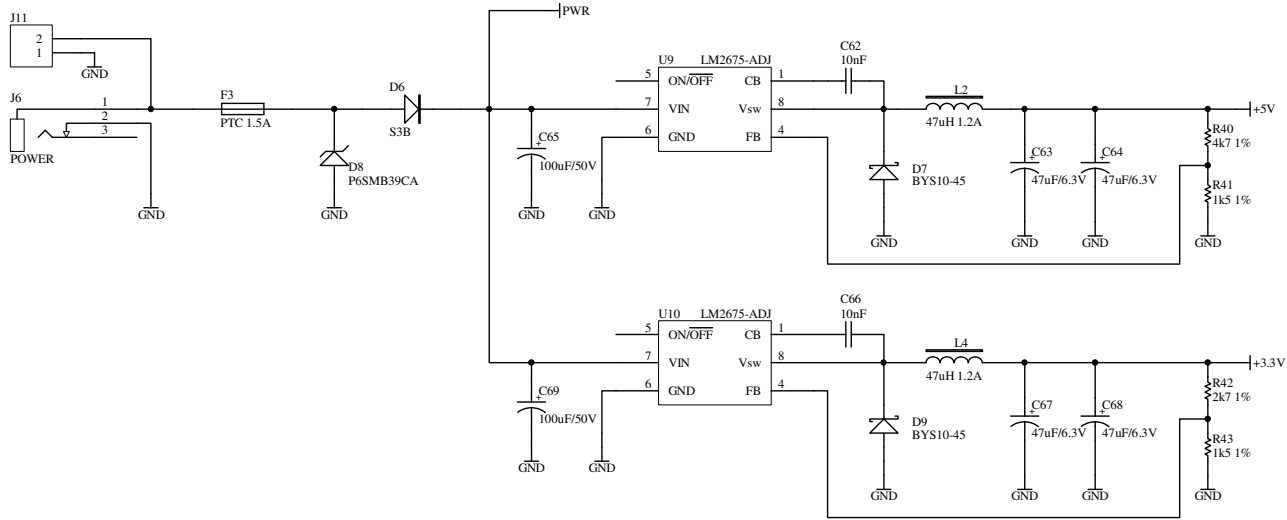 J11
2
1
GND
J6
1
2
3
POWER
GND
F3
PTC 1.5A
D8
P6SMB39CA
GND
D6
S3B
PWR
C65
+
100uF/50V
GND
GND
U9
LM2675-ADJ
5
ON/OFF
CB
1
7
VIN
Vsw
8
6
GND
FB
4
C62
10nF
D7
BYS10-45
GND
L2
47uH 1.2A
C63
+
47uF/6.3V
GND
C64
+
47uF/6.3V
GND
+5V
R40
4k7 1%
R41
1k5 1%
GND
C69
+
100uF/50V
GND
GND
U10
LM2675-ADJ
5
ON/OFF
CB
1
7
VIN
Vsw
8
6
GND
FB
4
C66
10nF
D9
BYS10-45
GND
L4
47uH 1.2A
C67
+
47uF/6.3V
GND
C68
+
47uF/6.3V
GND
+3.3V
R42
2k7 1%
R43
1k5 1%
GND